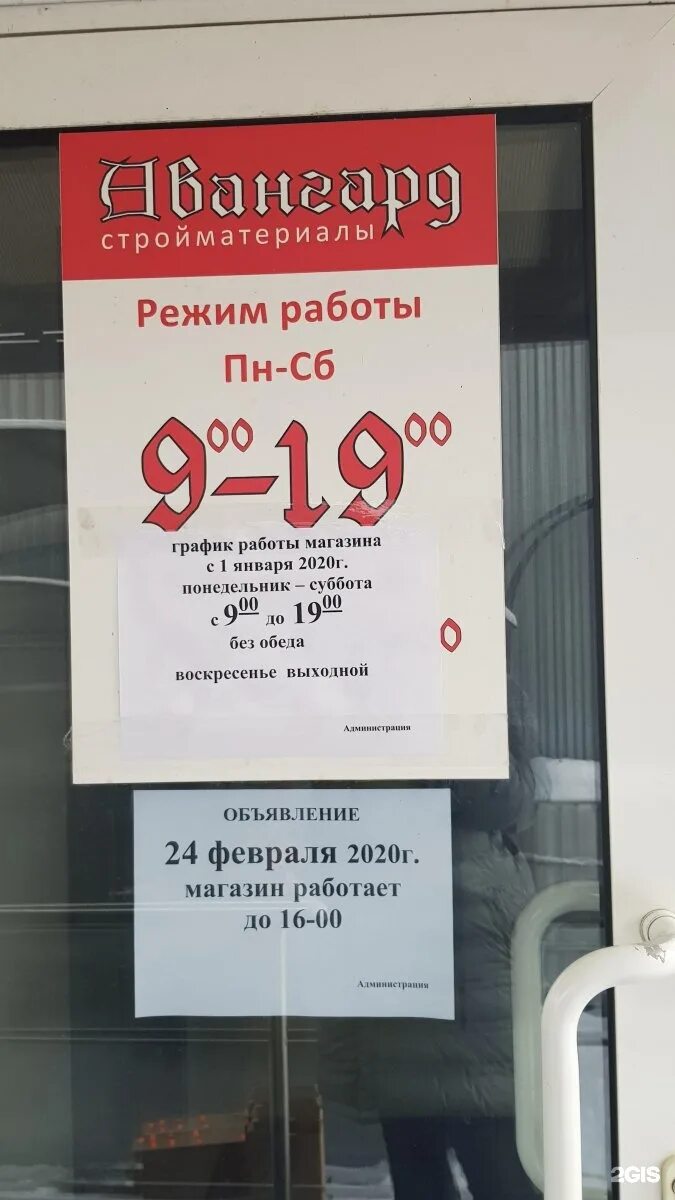 Авангард
стройматериалы
Режим работы
Пн-Сб
9⁰⁰-19⁰⁰
график работы магазина
с 1 января 2020г.
понедельник – суббота
с 9⁰⁰ до 19⁰⁰
без обеда
воскресенье выходной
Администрация
ОБЪЯВЛЕНИЕ
24 февраля 2020г.
магазин работает
до 16-00
Администрация
2GIS